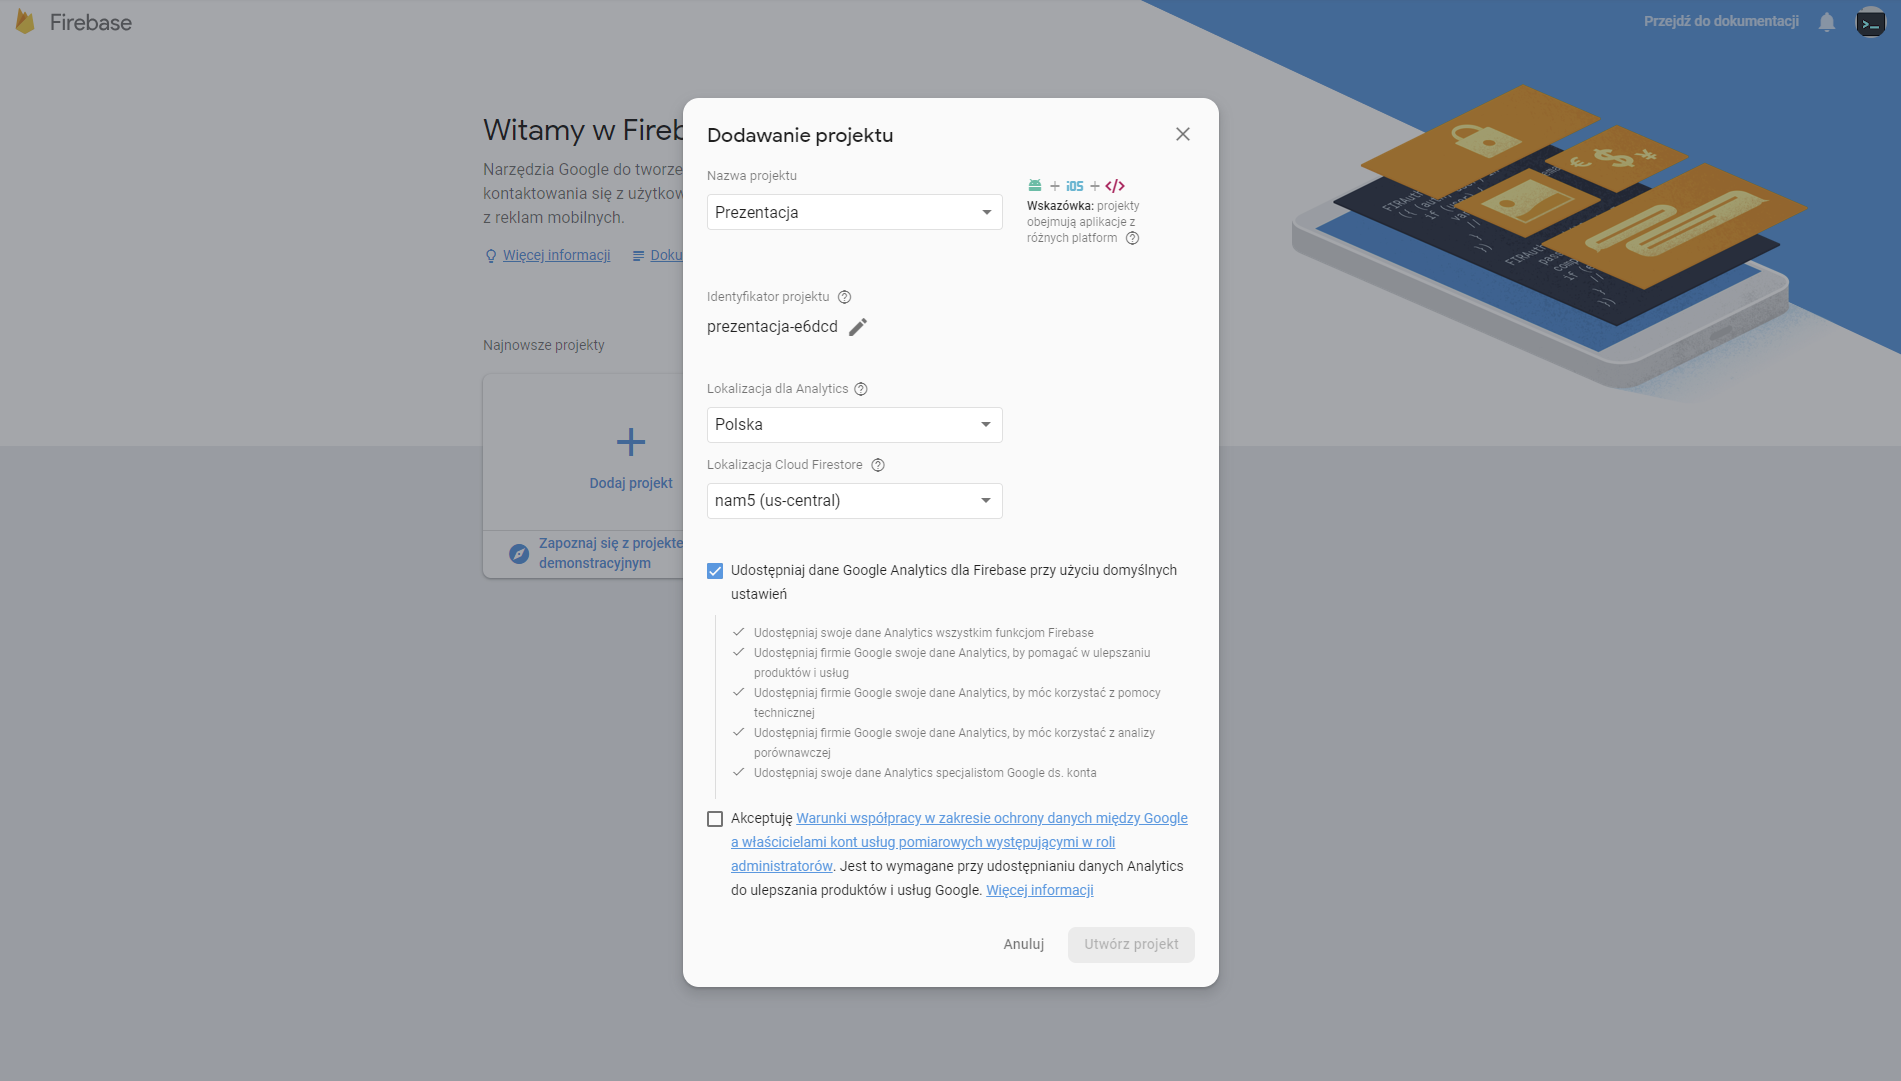 Firebase
Przejdź do dokumentacji
Witamy w Fireb
Narzędzia Google do tworze
kontaktowania się z użytkow
z reklam mobilnych.
Więcej informacji
Doku
Najnowsze projekty
Dodaj projekt
Zapoznaj się z projekte
demonstracyjnym
Dodawanie projektu
Nazwa projektu
Prezentacja
+ iOS + </>
Wskazówka: projekty
obejmują aplikacje z
różnych platform
Identyfikator projektu
prezentacja-e6dcd
Lokalizacja dla Analytics
Polska
Lokalizacja Cloud Firestore
nam5 (us-central)
Udostępniaj dane Google Analytics dla Firebase przy użyciu domyślnych
ustawień
Udostępniaj swoje dane Analytics wszystkim funkcjom Firebase
Udostępniaj firmie Google swoje dane Analytics, by pomagać w ulepszaniu
produktów i usług
Udostępniaj firmie Google swoje dane Analytics, by móc korzystać z pomocy
technicznej
Udostępniaj firmie Google swoje dane Analytics, by móc korzystać z analizy
porównawczej
Udostępniaj swoje dane Analytics specjalistom Google ds. konta
Akceptuję Warunki współpracy w zakresie ochrony danych między Google
a właścicielami kont usług pomiarowych występującymi w roli
administratorów. Jest to wymagane przy udostępnianiu danych Analytics
do ulepszania produktów i usług Google. Więcej informacji
Anuluj
Utwórz projekt